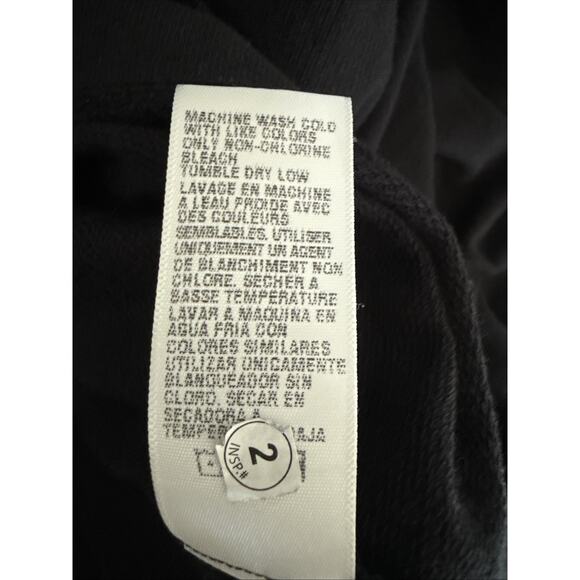 MACHINE WASH COLD
WITH LIKE COLORS
ONLY NON-CHLORINE
BLEACH
TUMBLE DRY LOW
LAVAGE EN MACHINE
A LEAU FROIDE AVEC
DES COULEURS
SEMBLABLES. UTILISER
UNIQUEMENT UN AGENT
DE BLANCHIMENT NON
CHLORE. SECHER A
BASSE TEMPERATURE
LAVAR A MAQUINA EN
AGUA FRIA CON
COLORES SIMILARES
UTILIZAR UNICAMENTE
BLANQUEADOR SIN
CLORO. SECAR EN
SECADORA A
2
INSP.#